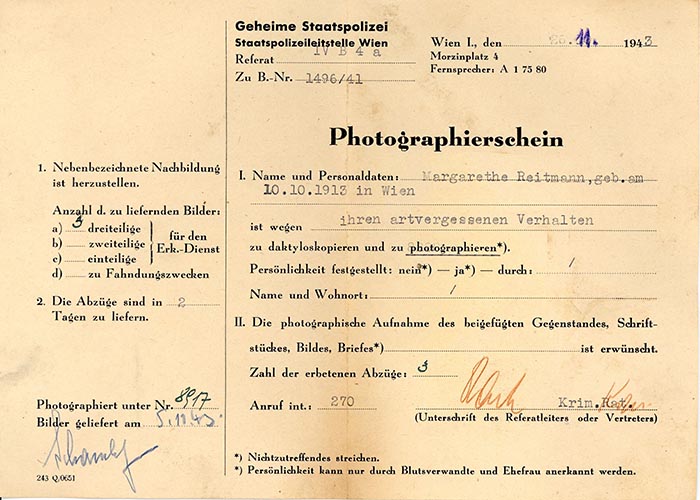 Geheime Staatspolizei
Staatspolizeileitstelle Wien
Referat IV B 4 a
Zu B.-Nr. 1496/41
Wien I., den 11. 1943
Morzinplatz 4
Fernsprecher: A 1 75 80
Photographierschein
1. Nebenbezeichnete Nachbildung
ist herzustellen.
Anzahl d. zu liefernden Bilder:
a) 3 dreiteilige
b) zweiteilige
c) einteilige
für den
Erk.-Dienst
d) zu Fahndungszwecken
2. Die Abzüge sind in 2
Tagen zu liefern.
Photographiert unter Nr. 8917
Bilder geliefert am 5.11.43
243 Q/0651
I. Name und Personaldaten: Margarethe Reitmann, geb.am
10.10.1913 in Wien
ist wegen ihren artvergessenen Verhalten
zu daktyloskopieren und zu photographieren*).
Persönlichkeit festgestellt: nein*) — ja*) — durch: /
Name und Wohnort: /
II. Die photographische Aufnahme des beigefügten Gegenstandes, Schrift-
stückes, Bildes, Briefes*) ist erwünscht.
Zahl der erbetenen Abzüge: 3
Anruf int.: 270
Krim.Rat.
(Unterschrift des Referatleiters oder Vertreters)
*) Nichtzutreffendes streichen.
*) Persönlichkeit kann nur durch Blutsverwandte und Ehefrau anerkannt werden.